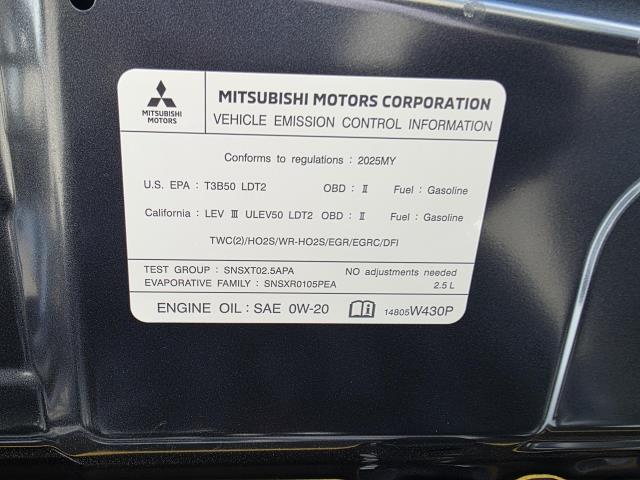 MITSUBISHI MOTORS CORPORATION
MITSUBISHI
MOTORS
VEHICLE EMISSION CONTROL INFORMATION
Conforms to regulations : 2025MY
U.S. EPA : T3B50 LDT2 OBD : II Fuel : Gasoline
California : LEV III ULEV50 LDT2 OBD : II Fuel : Gasoline
TWC(2)/HO2S/WR-HO2S/EGR/EGRC/DFI
TEST GROUP : SNSXT02.5APA NO adjustments needed
EVAPORATIVE FAMILY : SNSXR0105PEA 2.5 L
ENGINE OIL : SAE 0W-20 14805W430P